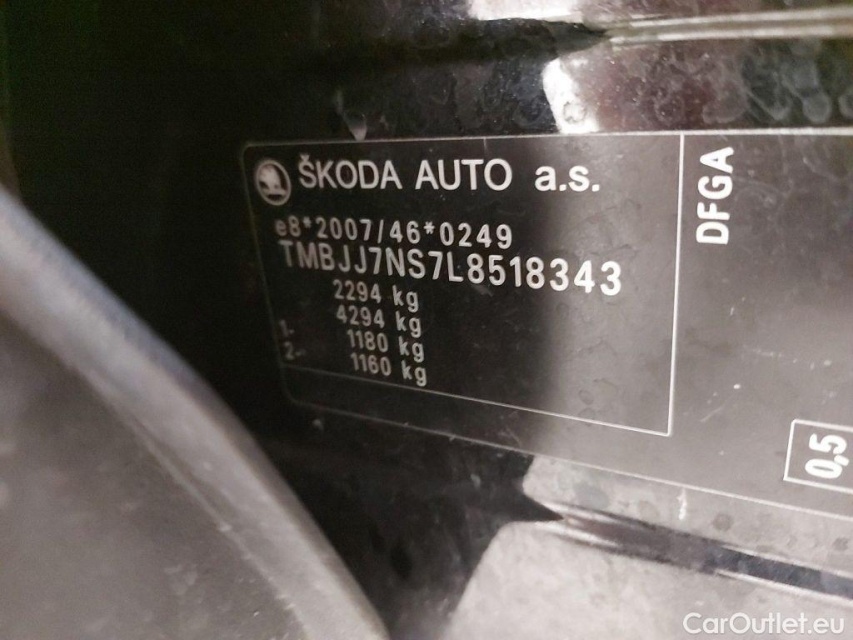 ŠKODA AUTO a.s.
e8*2007/46*0249
TMBJJ7NS7L8518343
2294 kg
4294 kg
1- 1180 kg
2- 1160 kg
DFGA
0,5
CarOutlet.eu